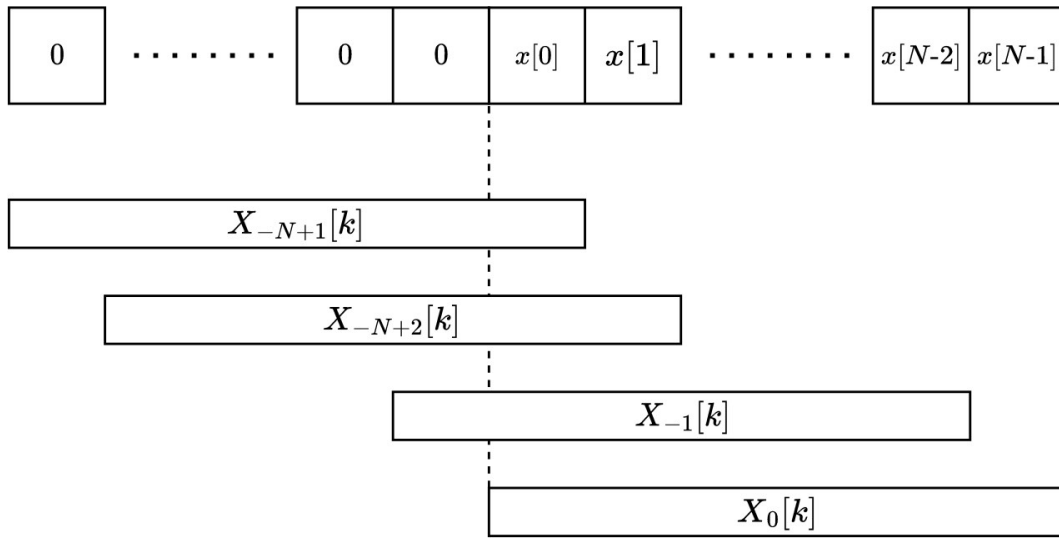 0 ········ 0 0 x[0] x[1] ········ x[N-2] x[N-1]
X_{-N+1}[k]
X_{-N+2}[k]
X_{-1}[k]
X_0[k]